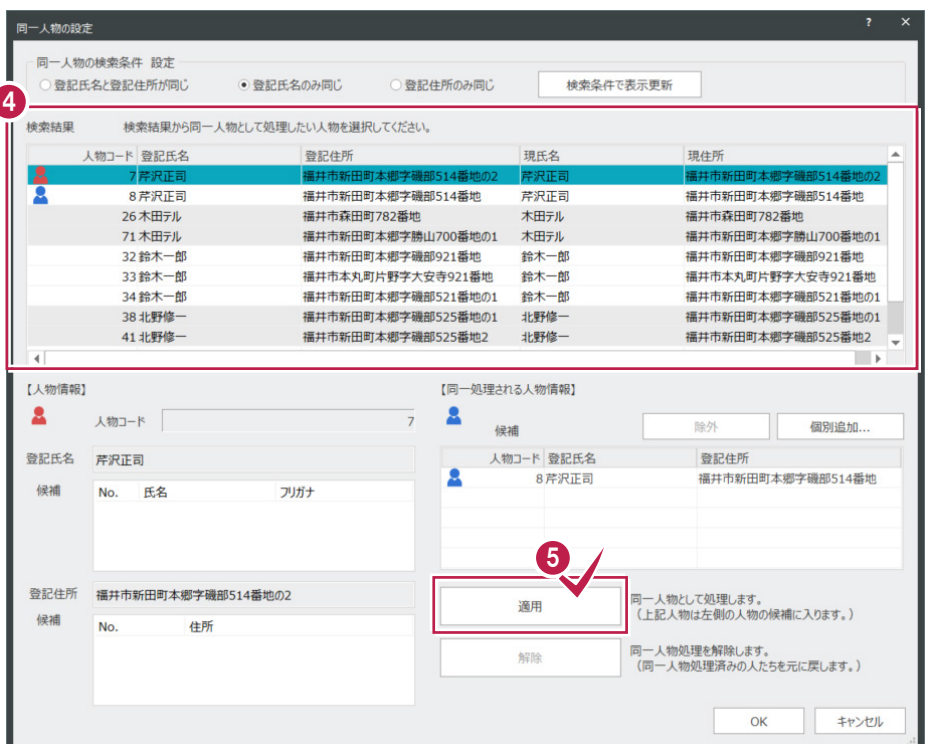 同一人物の設定 ? ×
同一人物の検索条件 設定
登記氏名と登記住所が同じ 登記氏名のみ同じ 登記住所のみ同じ 検索条件で表示更新
4
検索結果 検索結果から同一人物として処理したい人物を選択してください。
人物コード 登記氏名 登記住所 現氏名 現住所
7 芹沢正司 福井市新田町本郷字磯部514番地の2 芹沢正司 福井市新田町本郷字磯部514番地の2
8 芹沢正司 福井市新田町本郷字磯部514番地 芹沢正司 福井市新田町本郷字磯部514番地
26 木田テル 福井市森田町782番地 木田テル 福井市森田町782番地
71 木田テル 福井市新田町本郷字勝山700番地の1 木田テル 福井市新田町本郷字勝山700番地の1
32 鈴木一郎 福井市新田町本郷字磯部921番地 鈴木一郎 福井市新田町本郷字磯部921番地
33 鈴木一郎 福井市本丸町片野字大安寺921番地 鈴木一郎 福井市本丸町片野字大安寺921番地
34 鈴木一郎 福井市新田町本郷字磯部521番地の1 鈴木一郎 福井市新田町本郷字磯部521番地の1
38 北野修一 福井市新田町本郷字磯部525番地の1 北野修一 福井市新田町本郷字磯部525番地の1
41 北野修一 福井市新田町本郷字磯部525番地2 北野修一 福井市新田町本郷字磯部525番地2
【人物情報】 【同一処理される人物情報】
人物コード 7 候補 除外 個別追加...
登記氏名 芹沢正司
人物コード 登記氏名 登記住所
8 芹沢正司 福井市新田町本郷字磯部514番地
候補 No. 氏名 フリガナ
5
登記住所 福井市新田町本郷字磯部514番地の2
適用 同一人物として処理します。
（上記人物は左側の人物の候補に入ります。）
候補 No. 住所
解除 同一人物処理を解除します。
（同一人物処理済みの人たちを元に戻します。）
OK キャンセル